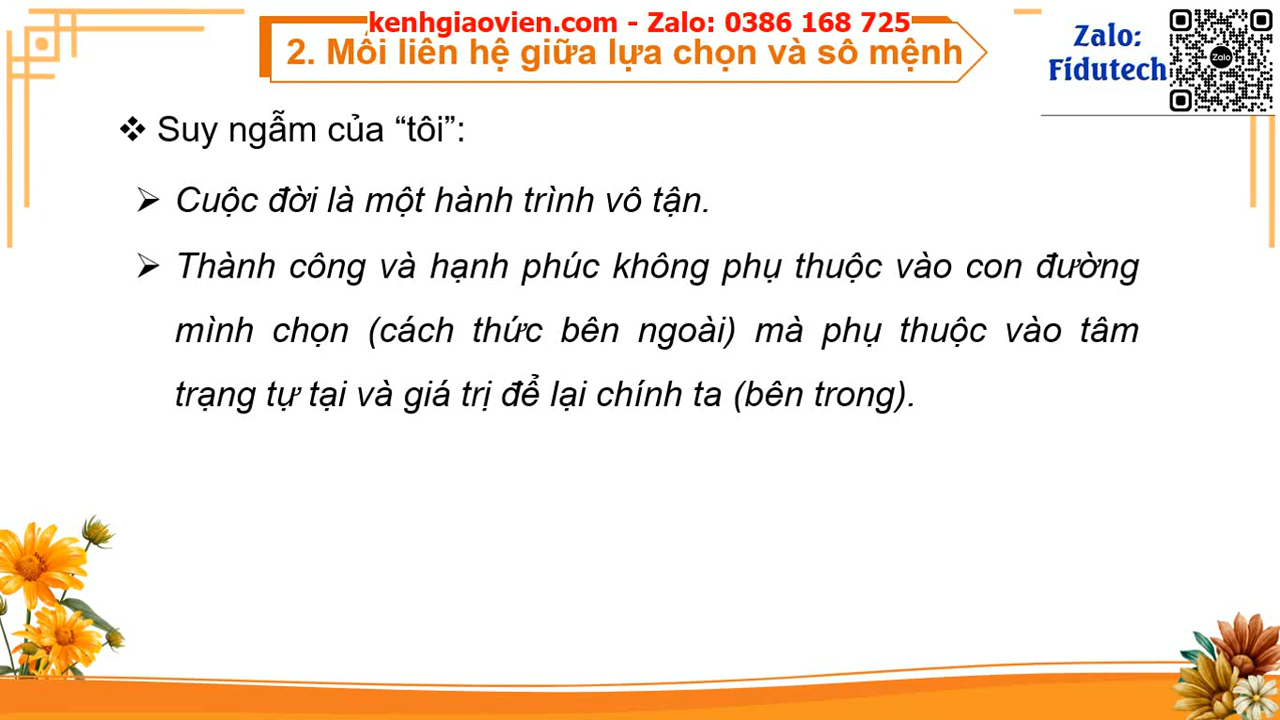 kenhgiaovien.com - Zalo: 0386 168 725
2. Mối liên hệ giữa lựa chọn và số mệnh
Zalo:
Fidutech
Zalo
❖ Suy ngẫm của “tôi”:
➢ Cuộc đời là một hành trình vô tận.
➢ Thành công và hạnh phúc không phụ thuộc vào con đường
mình chọn (cách thức bên ngoài) mà phụ thuộc vào tâm
trạng tự tại và giá trị để lại chính ta (bên trong).